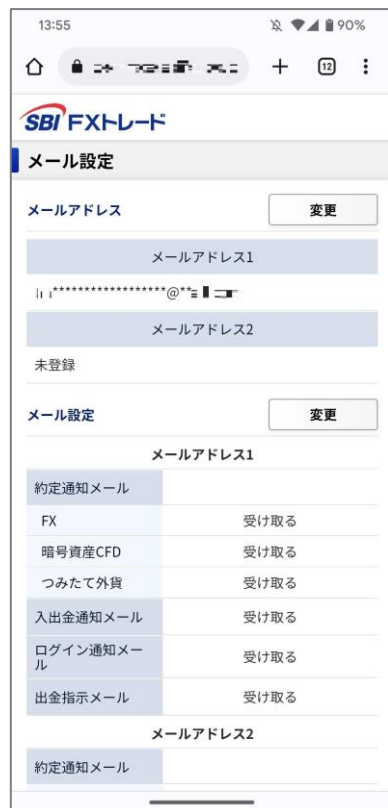 13:55
90%
12
SBI FXトレード
メール設定
メールアドレス
変更
メールアドレス1
******************@**
メールアドレス2
未登録
メール設定
変更
メールアドレス1
約定通知メール
FX 受け取る
暗号資産CFD 受け取る
つみたて外貨 受け取る
入出金通知メール 受け取る
ログイン通知メー
ル
受け取る
出金指示メール 受け取る
メールアドレス2
約定通知メール